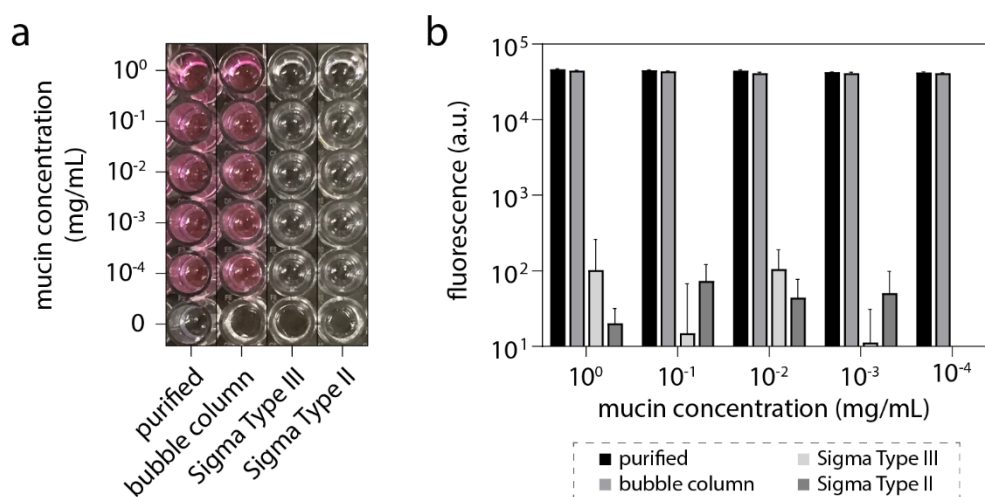 a
mucin concentration
(mg/mL)
10⁰
10⁻¹
10⁻²
10⁻³
10⁻⁴
0
purified
bubble column
Sigma Type III
Sigma Type II
b
fluorescence (a.u.)
10⁵
10⁴
10³
10²
10¹
10⁰
10⁻¹
10⁻²
10⁻³
10⁻⁴
mucin concentration (mg/mL)
purified
bubble column
Sigma Type III
Sigma Type II